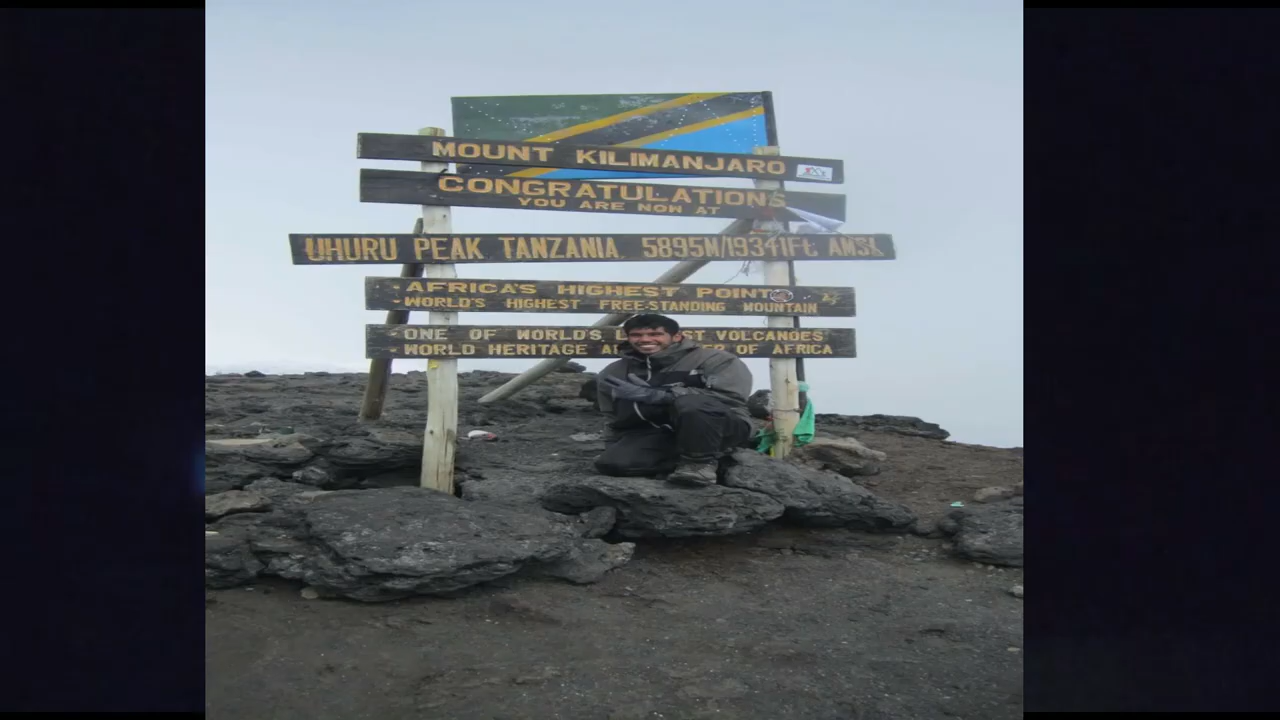 MOUNT KILIMANJARO
CONGRATULATIONS
YOU ARE NOW AT
UHURU PEAK TANZANIA. 5895M/19341Ft AMSL
- AFRICA'S HIGHEST POINT
- WORLD'S HIGHEST FREE-STANDING MOUNTAIN
- ONE OF WORLD'S VOLCANOES
- WORLD HERITAGE OF AFRICA